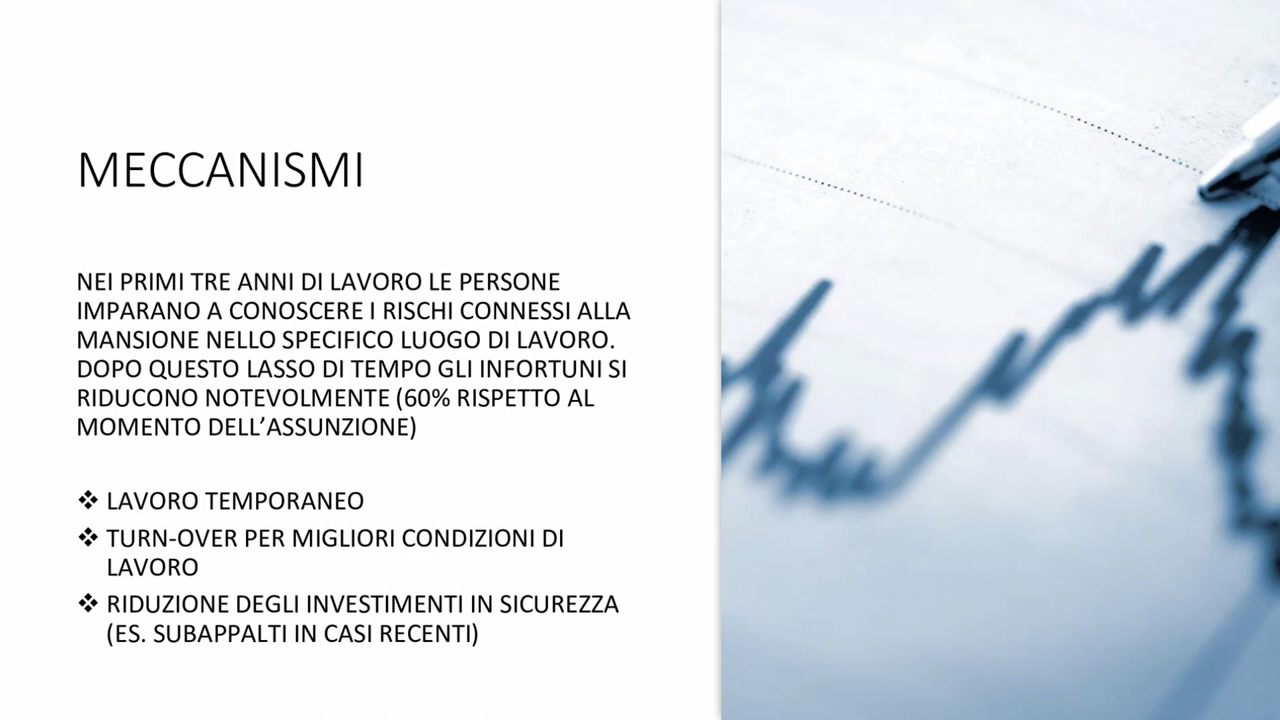 MECCANISMI
NEI PRIMI TRE ANNI DI LAVORO LE PERSONE
IMPARANO A CONOSCERE I RISCHI CONNESSI ALLA
MANSIONE NELLO SPECIFICO LUOGO DI LAVORO.
DOPO QUESTO LASSO DI TEMPO GLI INFORTUNI SI
RIDUCONO NOTEVOLMENTE (60% RISPETTO AL
MOMENTO DELL’ASSUNZIONE)
❖ LAVORO TEMPORANEO
❖ TURN-OVER PER MIGLIORI CONDIZIONI DI
LAVORO
❖ RIDUZIONE DEGLI INVESTIMENTI IN SICUREZZA
(ES. SUBAPPALTI IN CASI RECENTI)